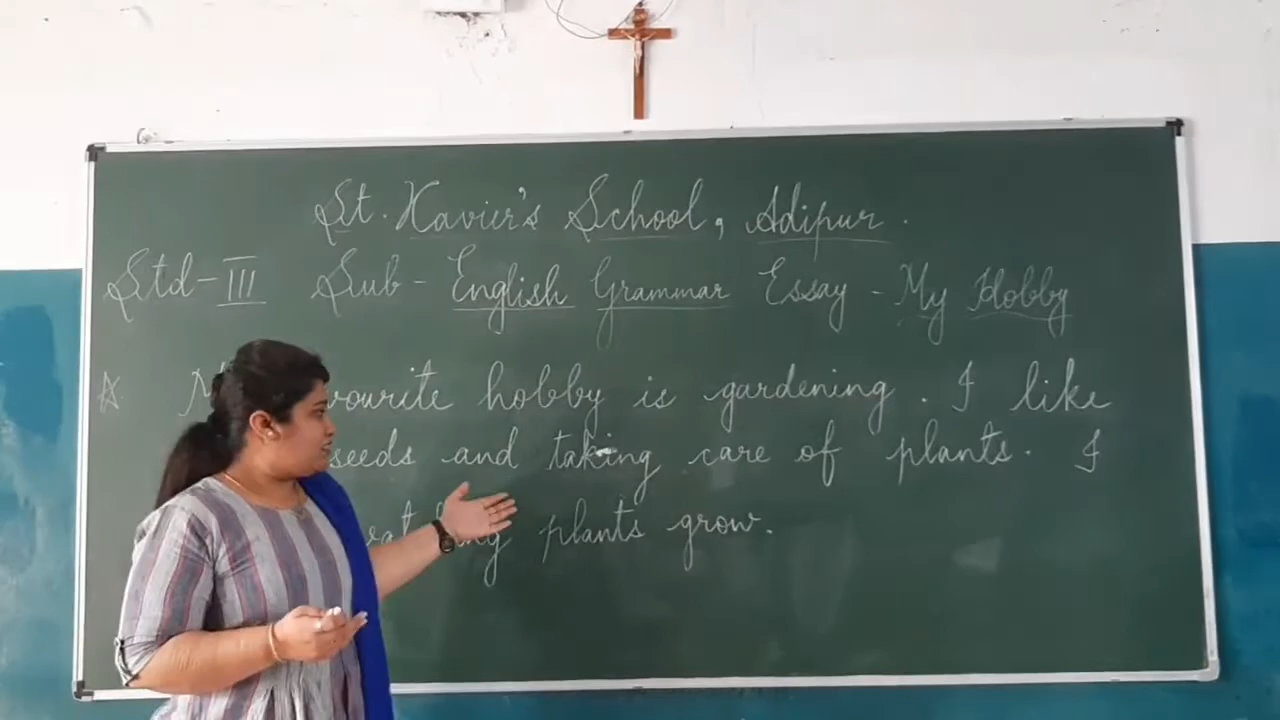 St. Xavier's School, Adipur.
Std-III Sub - English Grammar Essay - My Hobby
hobby is gardening. I like
seeds and taking care of plants. I
plants grow.